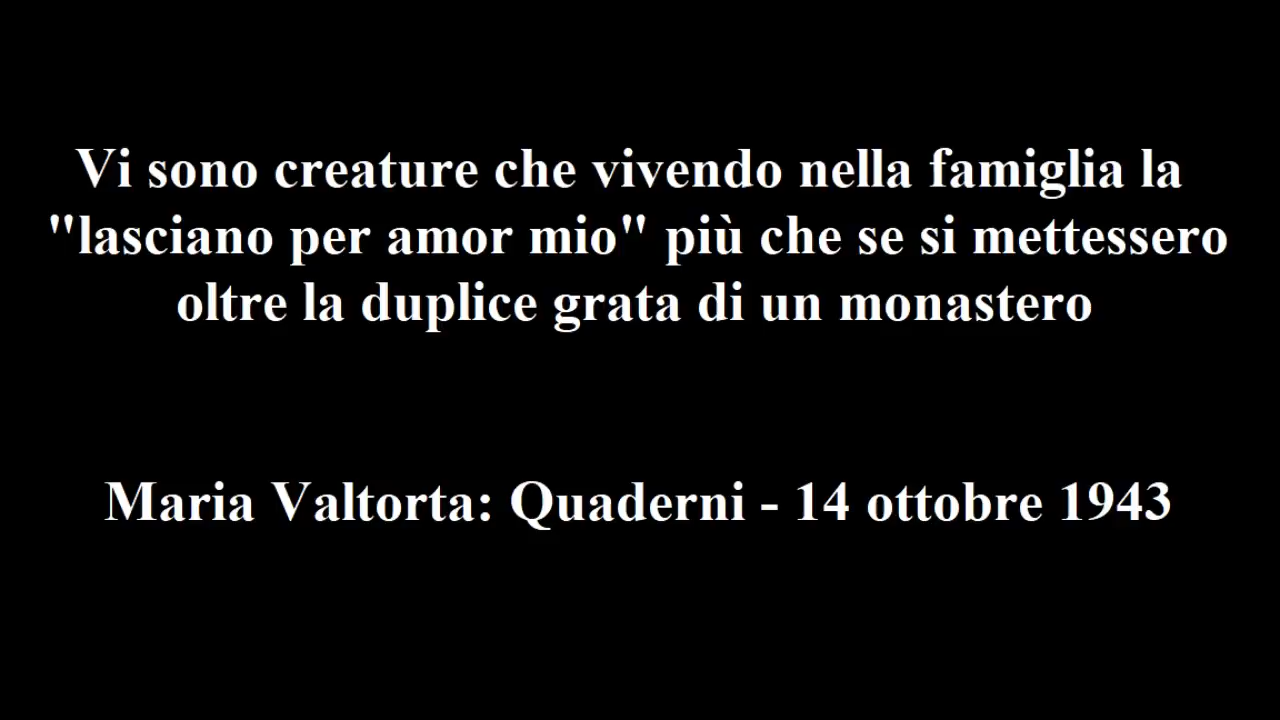 Vi sono creature che vivendo nella famiglia la
"lasciano per amor mio" più che se si mettessero
oltre la duplice grata di un monastero
Maria Valtorta: Quaderni - 14 ottobre 1943